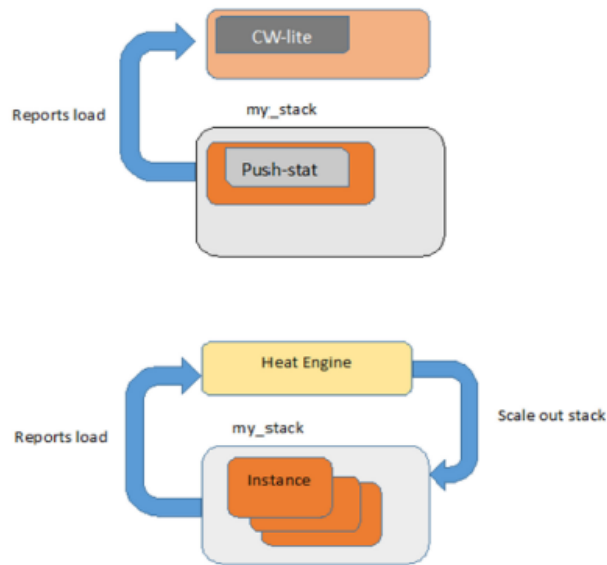 CW-lite
Reports load
my_stack
Push-stat
Heat Engine
Scale out stack
Reports load
my_stack
Instance